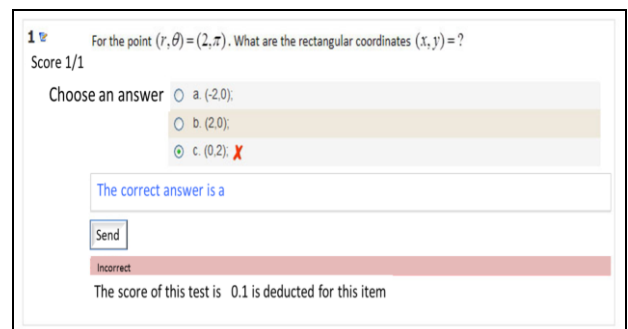 1 For the point (r,θ)=(2,π). What are the rectangular coordinates (x,y)=?
Score 1/1
Choose an answer a. (-2,0);
b. (2,0);
c. (0,2); ✗
The correct answer is a
Send
Incorrect
The score of this test is 0.1 is deducted for this item